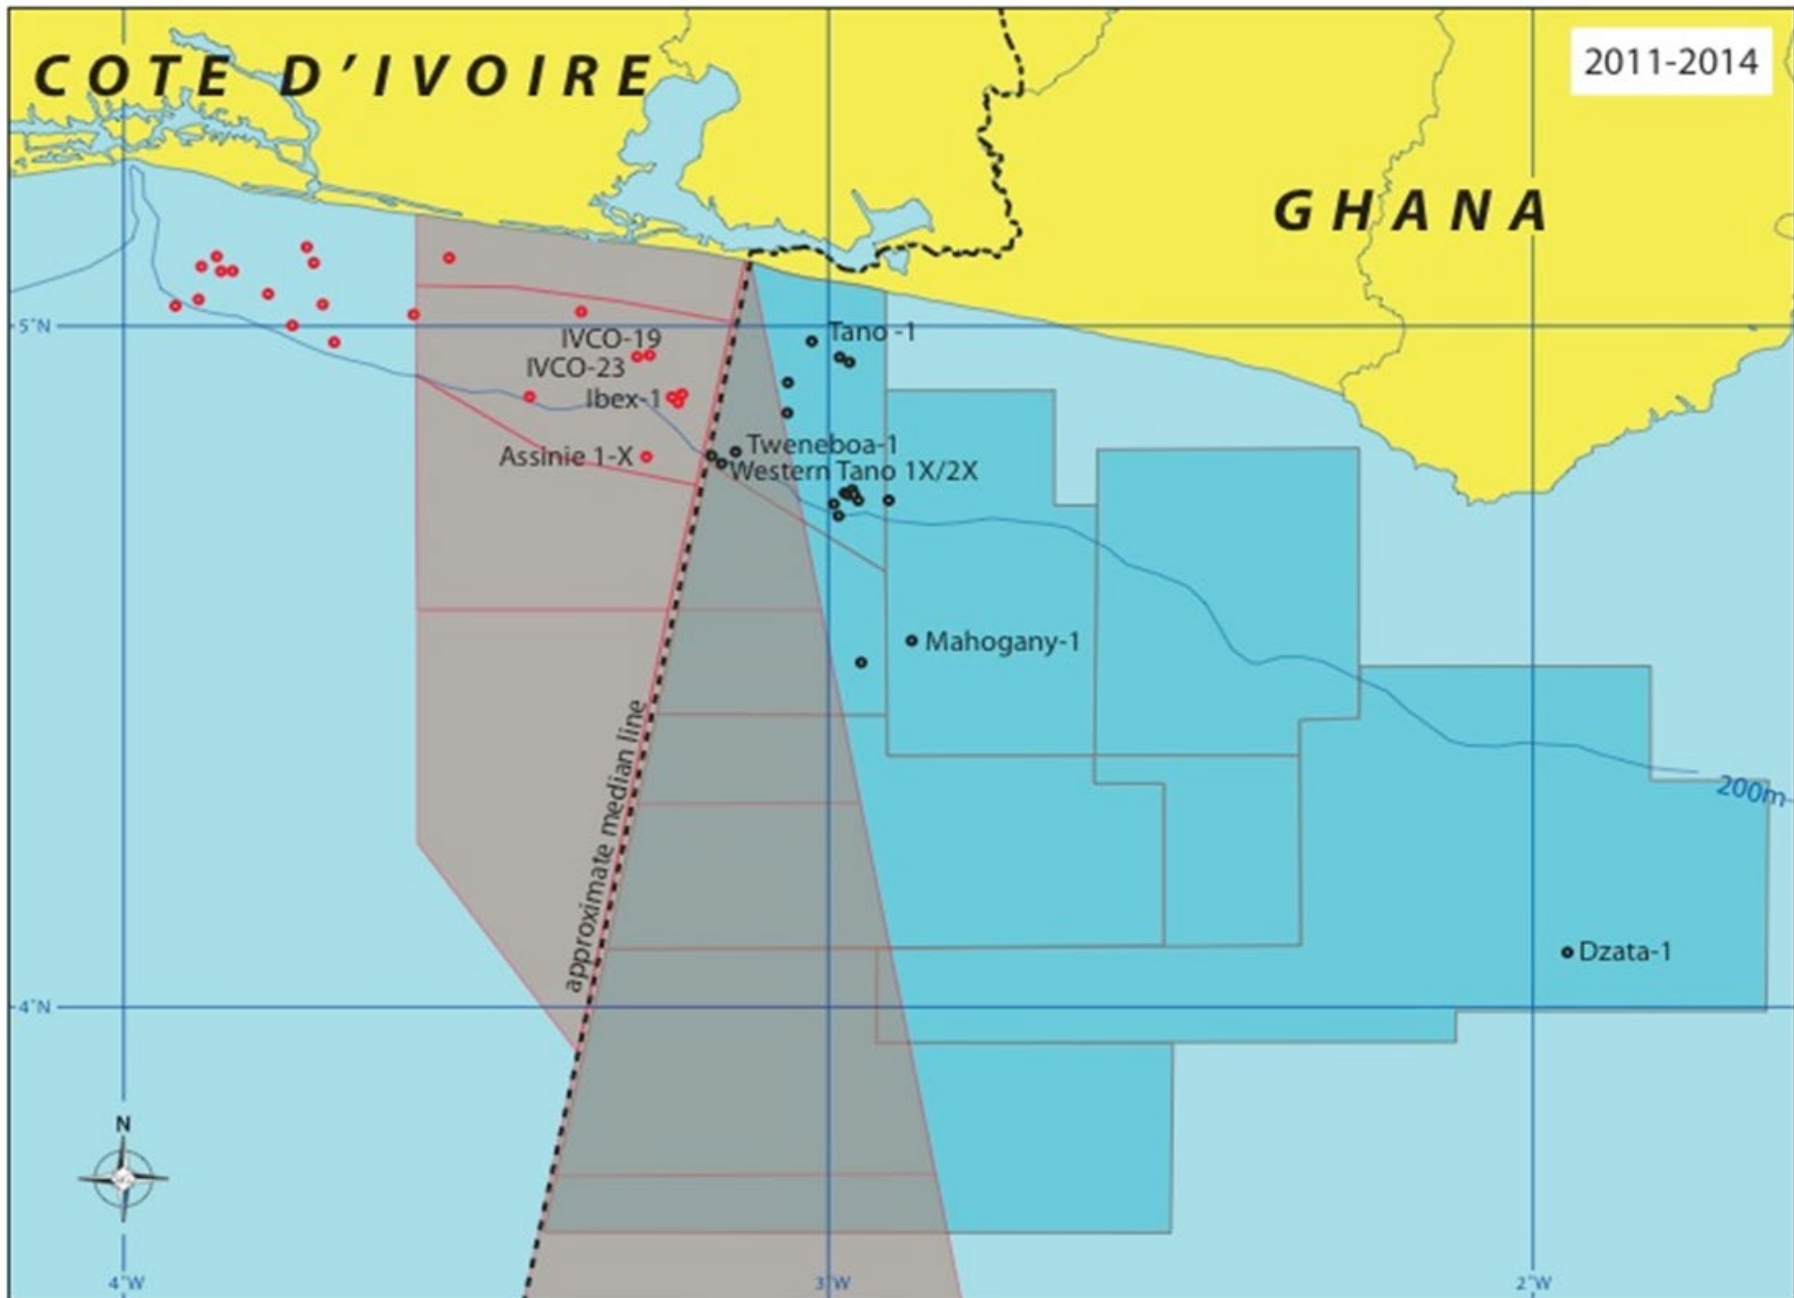 COTE D'IVOIRE
2011-2014
GHANA
5°N
Tano -1
IVCO-19
IVCO-23
Ibex-1
Tweneboa-1
Assinie 1-X
Western Tano 1X/2X
Mahogany-1
approximate median line
200m
Dzata-1
4°N
N
4°W
3°W
2°W